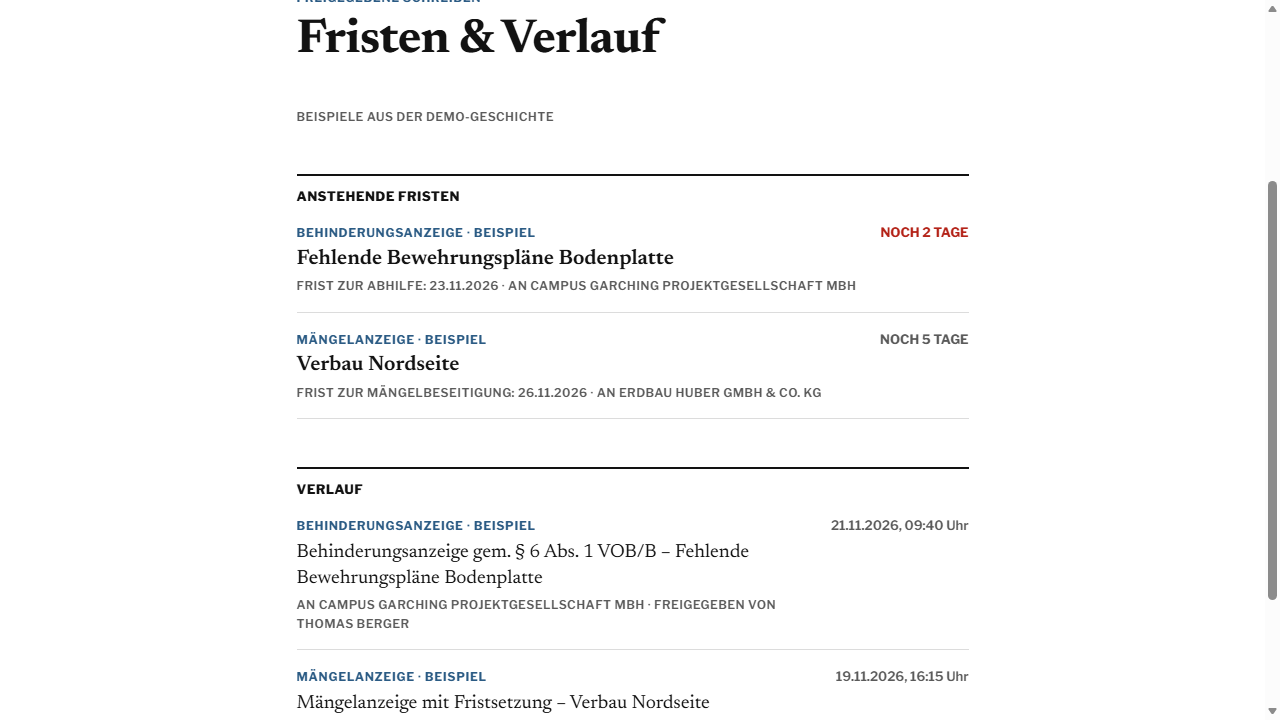 FREIGEGEBENE SCHREIBEN
Fristen & Verlauf
BEISPIELE AUS DER DEMO-GESCHICHTE
ANSTEHENDE FRISTEN
BEHINDERUNGSANZEIGE · BEISPIEL
NOCH 2 TAGE
Fehlende Bewehrungspläne Bodenplatte
FRIST ZUR ABHILFE: 23.11.2026 · AN CAMPUS GARCHING PROJEKTGESELLSCHAFT MBH
MÄNGELANZEIGE · BEISPIEL
NOCH 5 TAGE
Verbau Nordseite
FRIST ZUR MÄNGELBESEITIGUNG: 26.11.2026 · AN ERDBAU HUBER GMBH & CO. KG
VERLAUF
BEHINDERUNGSANZEIGE · BEISPIEL
21.11.2026, 09:40 Uhr
Behinderungsanzeige gem. § 6 Abs. 1 VOB/B – Fehlende
Bewehrungspläne Bodenplatte
AN CAMPUS GARCHING PROJEKTGESELLSCHAFT MBH · FREIGEGEBEN VON
THOMAS BERGER
MÄNGELANZEIGE · BEISPIEL
19.11.2026, 16:15 Uhr
Mängelanzeige mit Fristsetzung – Verbau Nordseite